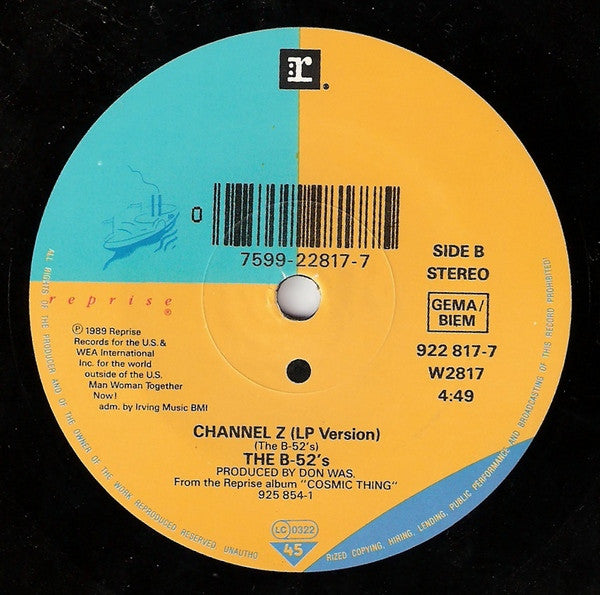 r.
0
7599-22817-7
SIDE B
STEREO
GEMA/
BIEM
922 817-7
W2817
4:49
reprise®
℗ 1989 Reprise
Records for the U.S. &
WEA International
Inc. for the world
outside of the U.S.
Man Woman Together
Now!
adm. by Irving Music BMI
CHANNEL Z (LP Version)
(The B-52's)
THE B-52's
PRODUCED BY DON WAS.
From the Reprise album "COSMIC THING"
925 854-1
LC 0322
45
ALL RIGHTS OF THE PRODUCER AND OF THE OWNER OF THE WORK REPRODUCED RESERVED. UNAUTHO
RIZED COPYING, HIRING, LENDING, PUBLIC PERFORMANCE AND BROADCASTING OF THIS RECORD PROHIBITED!